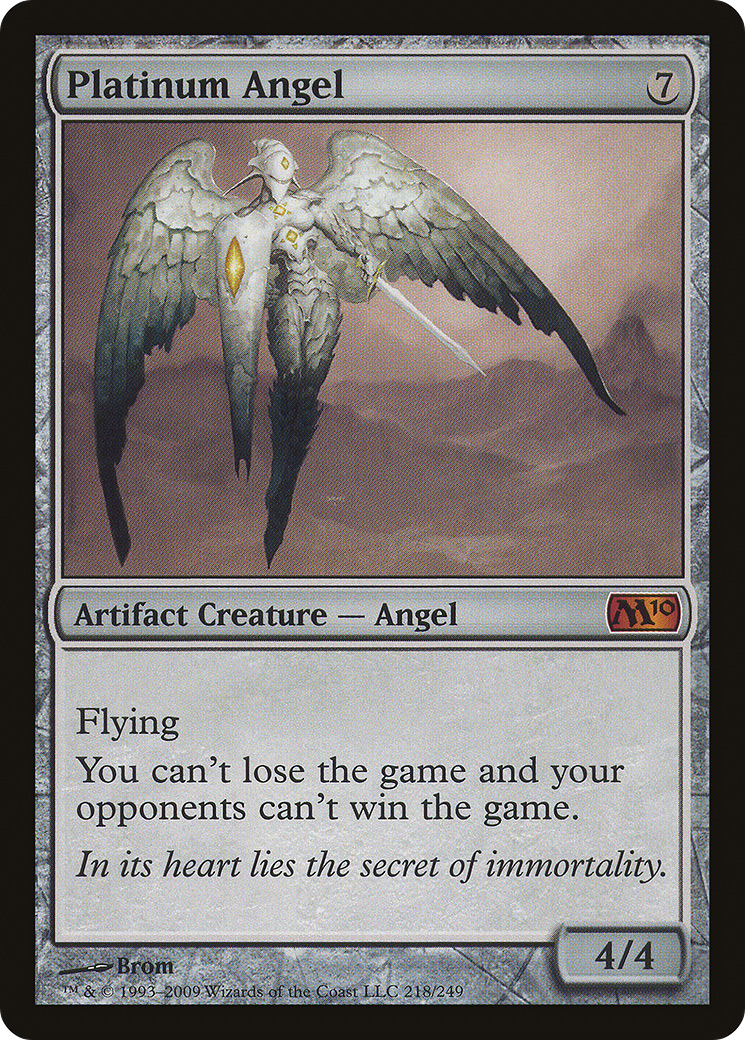 Platinum Angel 7
Artifact Creature — Angel M10
Flying
You can't lose the game and your
opponents can't win the game.
In its heart lies the secret of immortality.
4/4
Brom
™ & © 1993–2009 Wizards of the Coast LLC 218/249